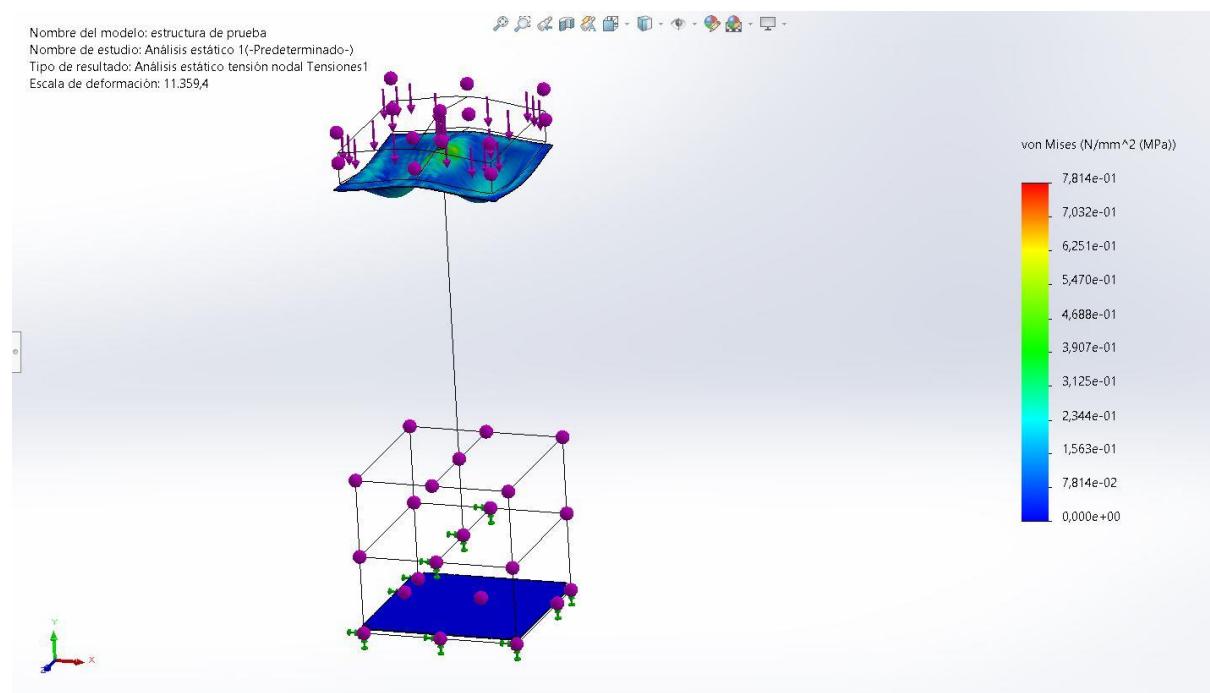 Nombre del modelo: estructura de prueba
Nombre de estudio: Análisis estático 1(-Predeterminado-)
Tipo de resultado: Análisis estático tensión nodal Tensiones1
Escala de deformación: 11.359,4
von Mises (N/mm^2 (MPa))
7,814e-01
7,032e-01
6,251e-01
5,470e-01
4,688e-01
3,907e-01
3,125e-01
2,344e-01
1,563e-01
7,814e-02
0,000e+00
Y
X
Z